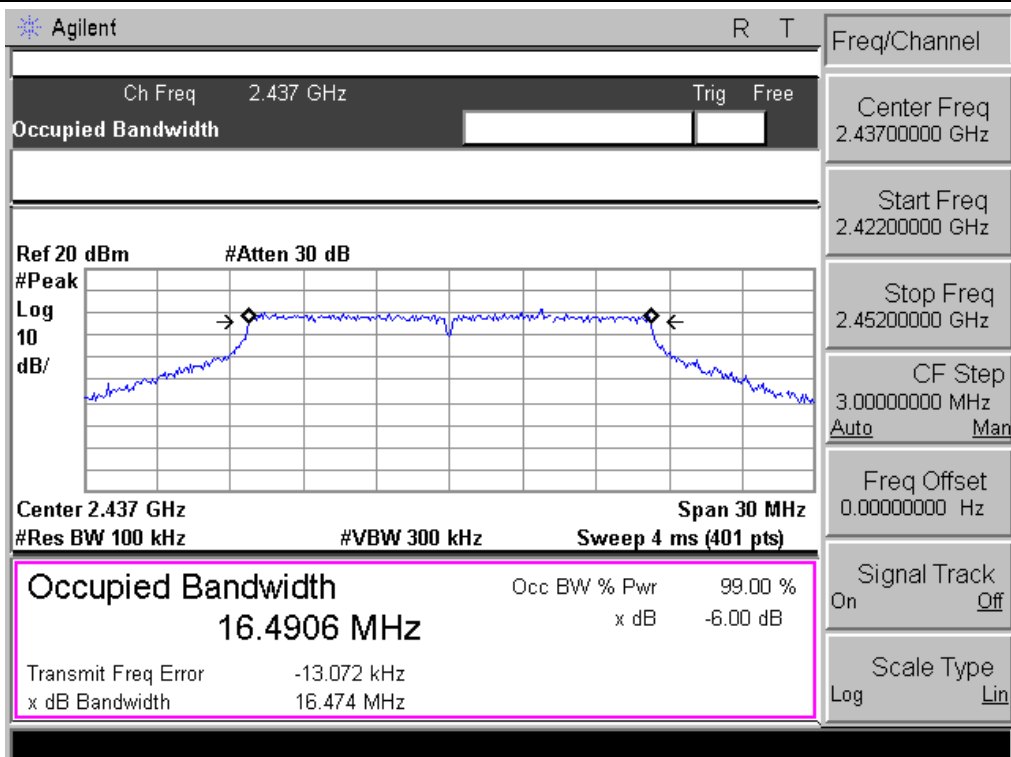 Agilent R T
Ch Freq 2.437 GHz Trig Free
Occupied Bandwidth
Ref 20 dBm #Atten 30 dB
#Peak
Log
10
dB/
Center 2.437 GHz Span 30 MHz
#Res BW 100 kHz #VBW 300 kHz Sweep 4 ms (401 pts)
Occupied Bandwidth
16.4906 MHz
Occ BW % Pwr 99.00 %
x dB -6.00 dB
Transmit Freq Error -13.072 kHz
x dB Bandwidth 16.474 MHz
Freq/Channel
Center Freq
2.43700000 GHz
Start Freq
2.42200000 GHz
Stop Freq
2.45200000 GHz
CF Step
3.00000000 MHz
Auto Man
Freq Offset
0.00000000 Hz
Signal Track
On Off
Scale Type
Log Lin